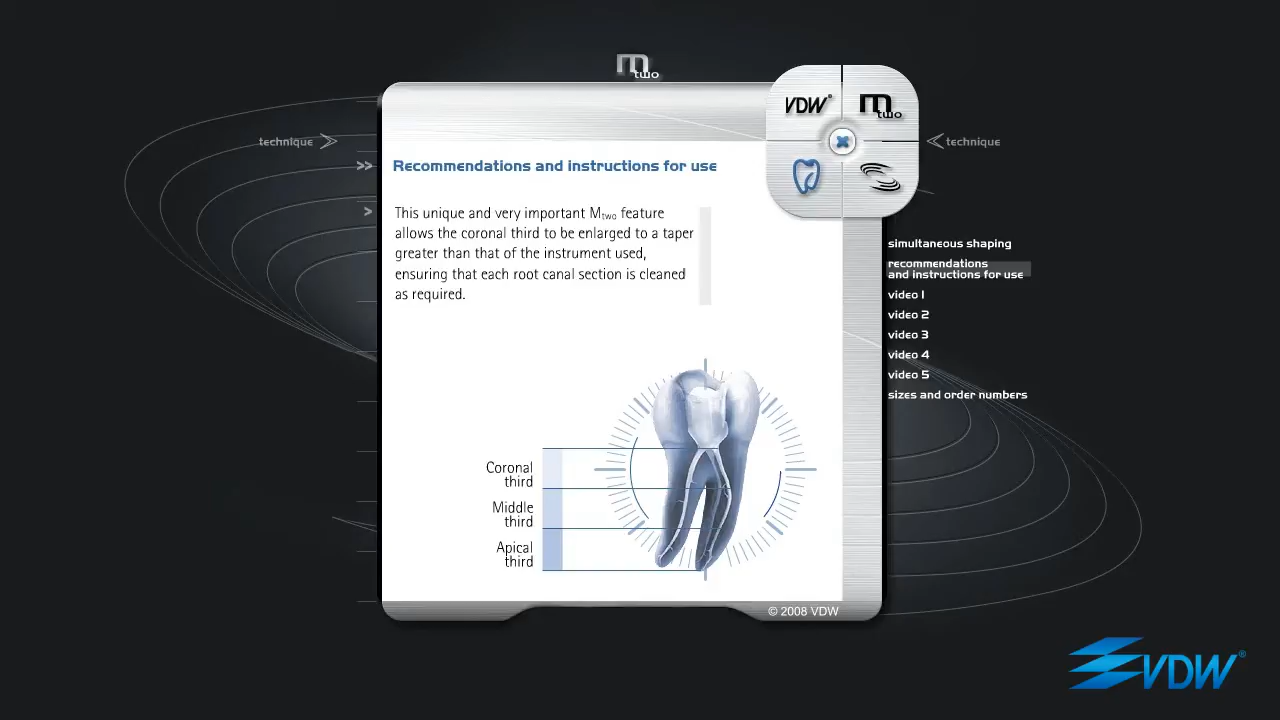 m
two
VDW®
m
two
technique
technique
Recommendations and instructions for use
This unique and very important Mtwo feature
allows the coronal third to be enlarged to a taper
greater than that of the instrument used,
ensuring that each root canal section is cleaned
as required.
simultaneous shaping
recommendations
and instructions for use
video 1
video 2
video 3
video 4
video 5
sizes and order numbers
Coronal
third
Middle
third
Apical
third
© 2008 VDW
VDW®